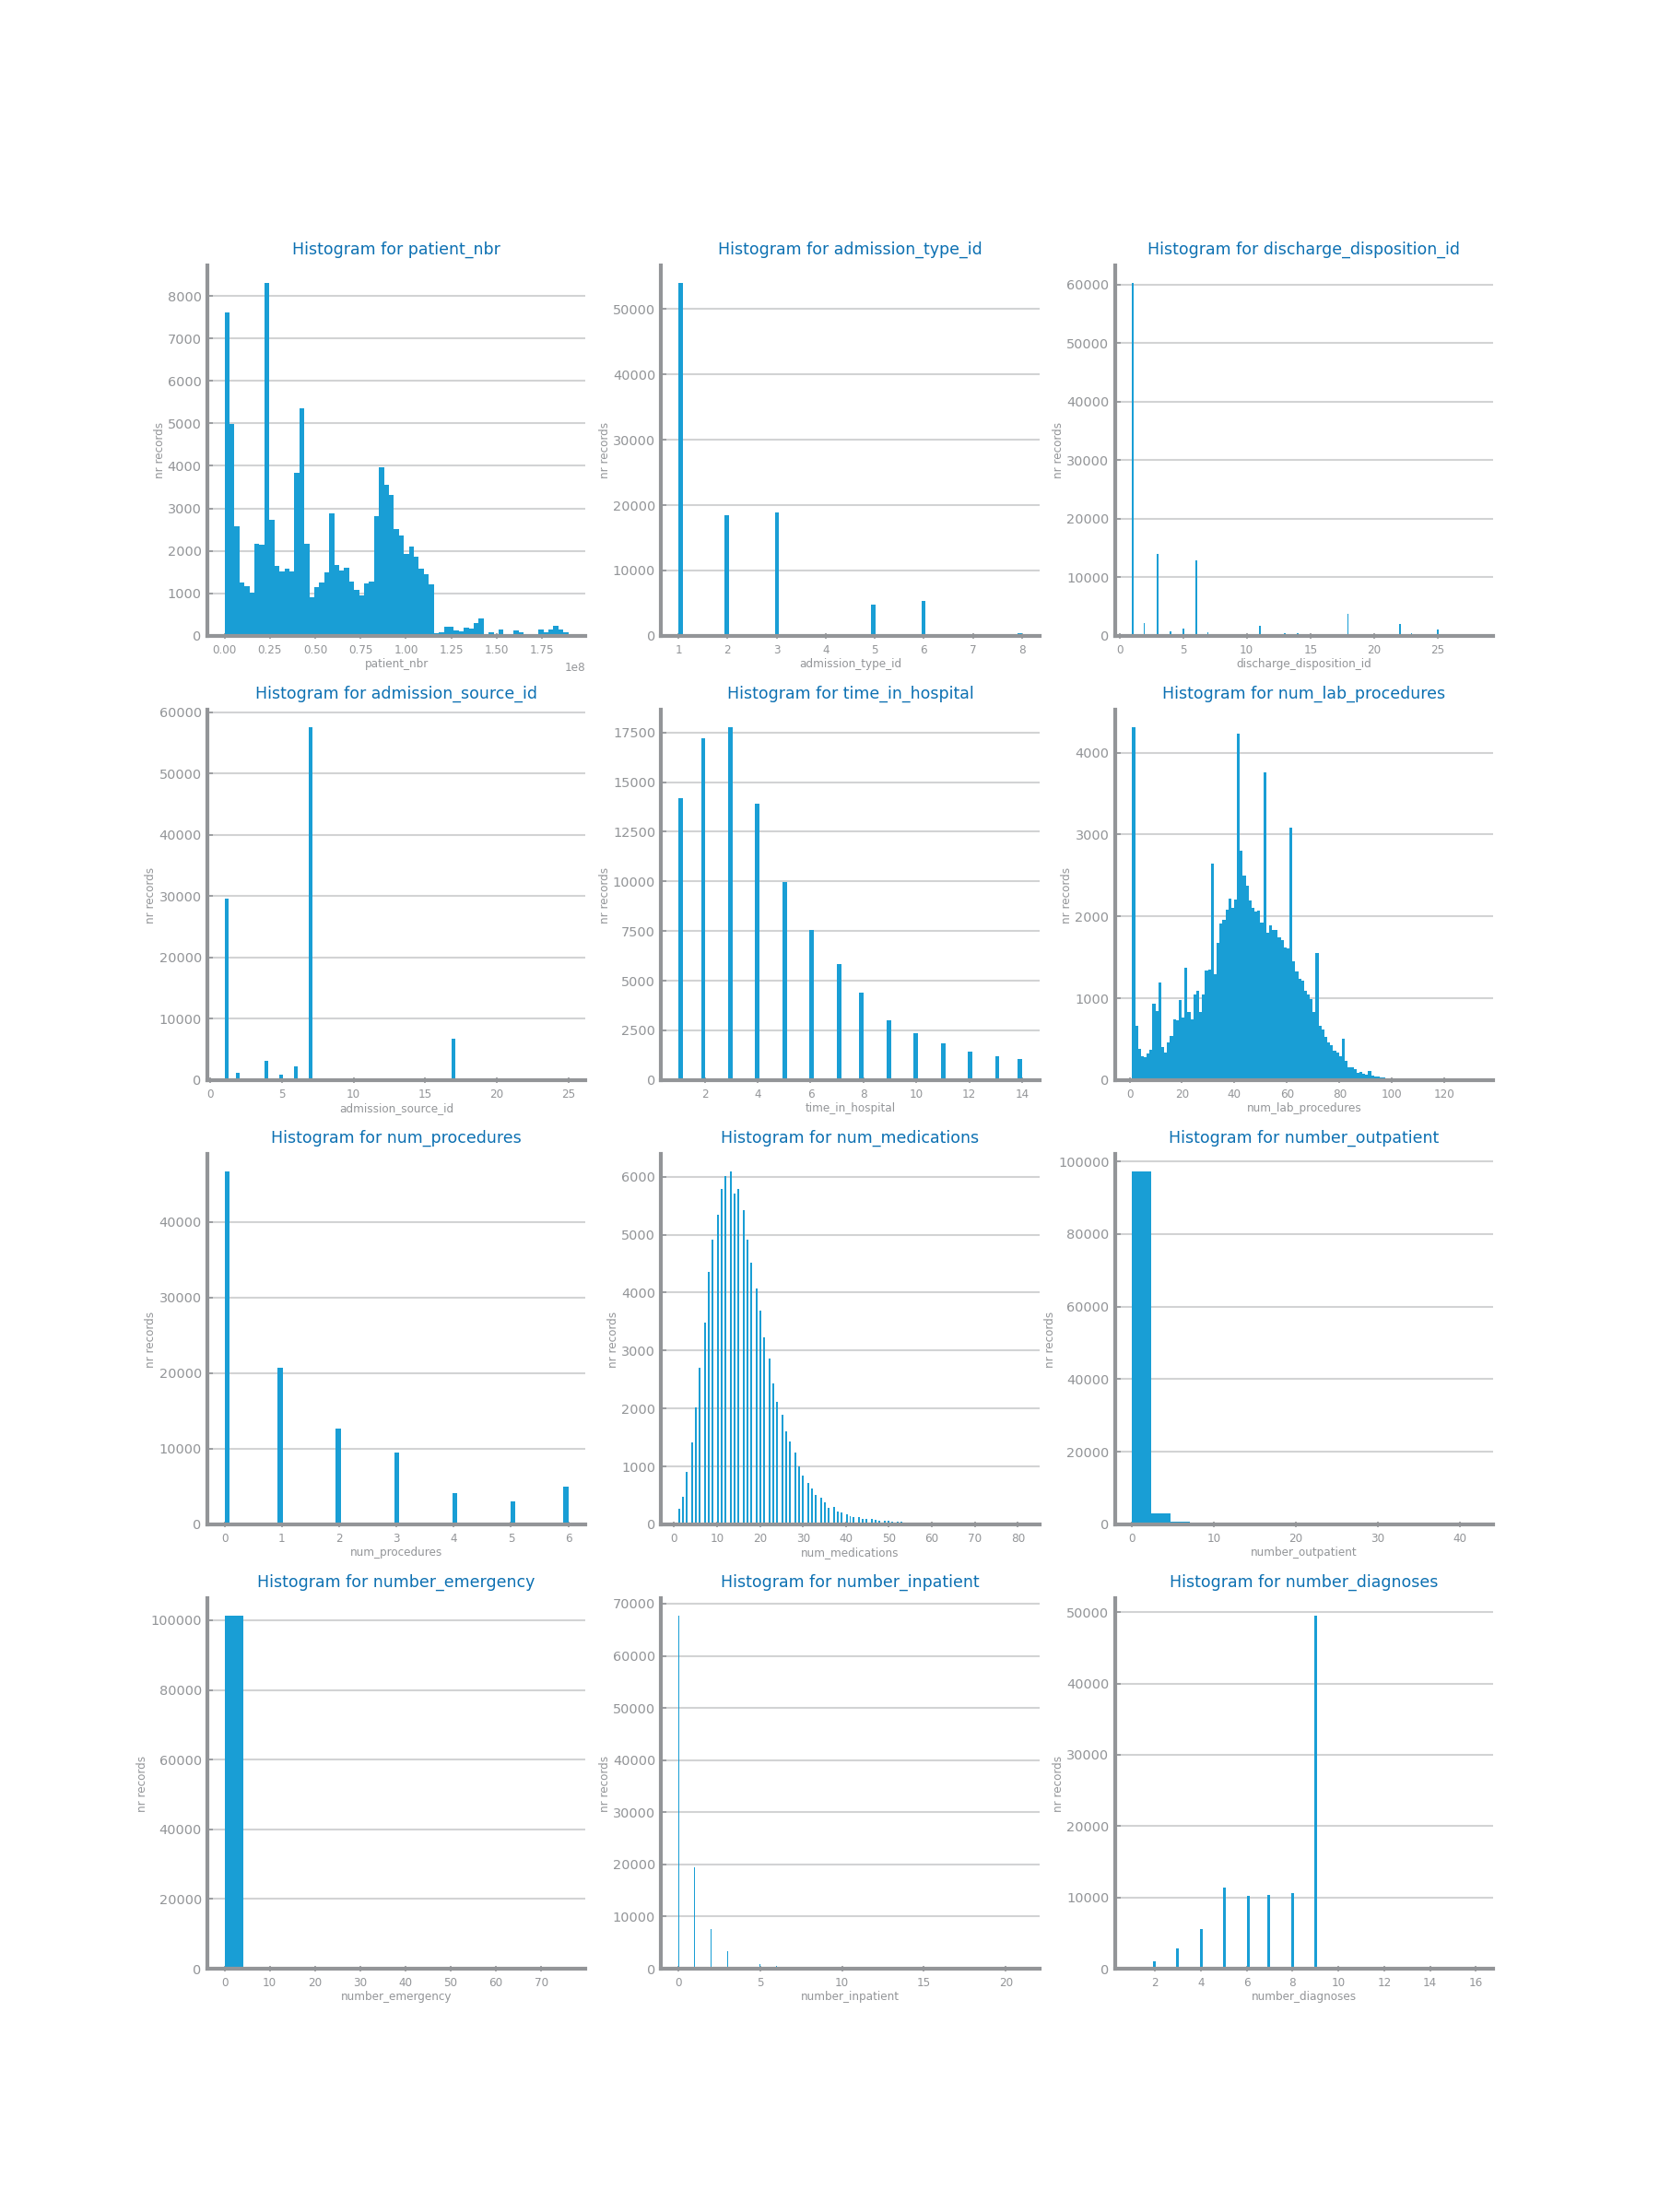 Histogram for patient_nbr
8000
7000
6000
5000
4000
3000
2000
1000
0
nr records
0.00 0.25 0.50 0.75 1.00 1.25 1.50 1.75
1e8
patient_nbr
Histogram for admission_type_id
50000
40000
30000
20000
10000
0
nr records
1 2 3 4 5 6 7 8
admission_type_id
Histogram for discharge_disposition_id
60000
50000
40000
30000
20000
10000
0
nr records
0 5 10 15 20 25
discharge_disposition_id
Histogram for admission_source_id
60000
50000
40000
30000
20000
10000
0
nr records
0 5 10 15 20 25
admission_source_id
Histogram for time_in_hospital
17500
15000
12500
10000
7500
5000
2500
0
nr records
2 4 6 8 10 12 14
time_in_hospital
Histogram for num_lab_procedures
4000
3000
2000
1000
0
nr records
0 20 40 60 80 100 120
num_lab_procedures
Histogram for num_procedures
40000
30000
20000
10000
0
nr records
0 1 2 3 4 5 6
num_procedures
Histogram for num_medications
6000
5000
4000
3000
2000
1000
0
nr records
0 10 20 30 40 50 60 70 80
num_medications
Histogram for number_outpatient
100000
80000
60000
40000
20000
0
nr records
0 10 20 30 40
number_outpatient
Histogram for number_emergency
100000
80000
60000
40000
20000
0
nr records
0 10 20 30 40 50 60 70
number_emergency
Histogram for number_inpatient
70000
60000
50000
40000
30000
20000
10000
0
nr records
0 5 10 15 20
number_inpatient
Histogram for number_diagnoses
50000
40000
30000
20000
10000
0
nr records
2 4 6 8 10 12 14 16
number_diagnoses